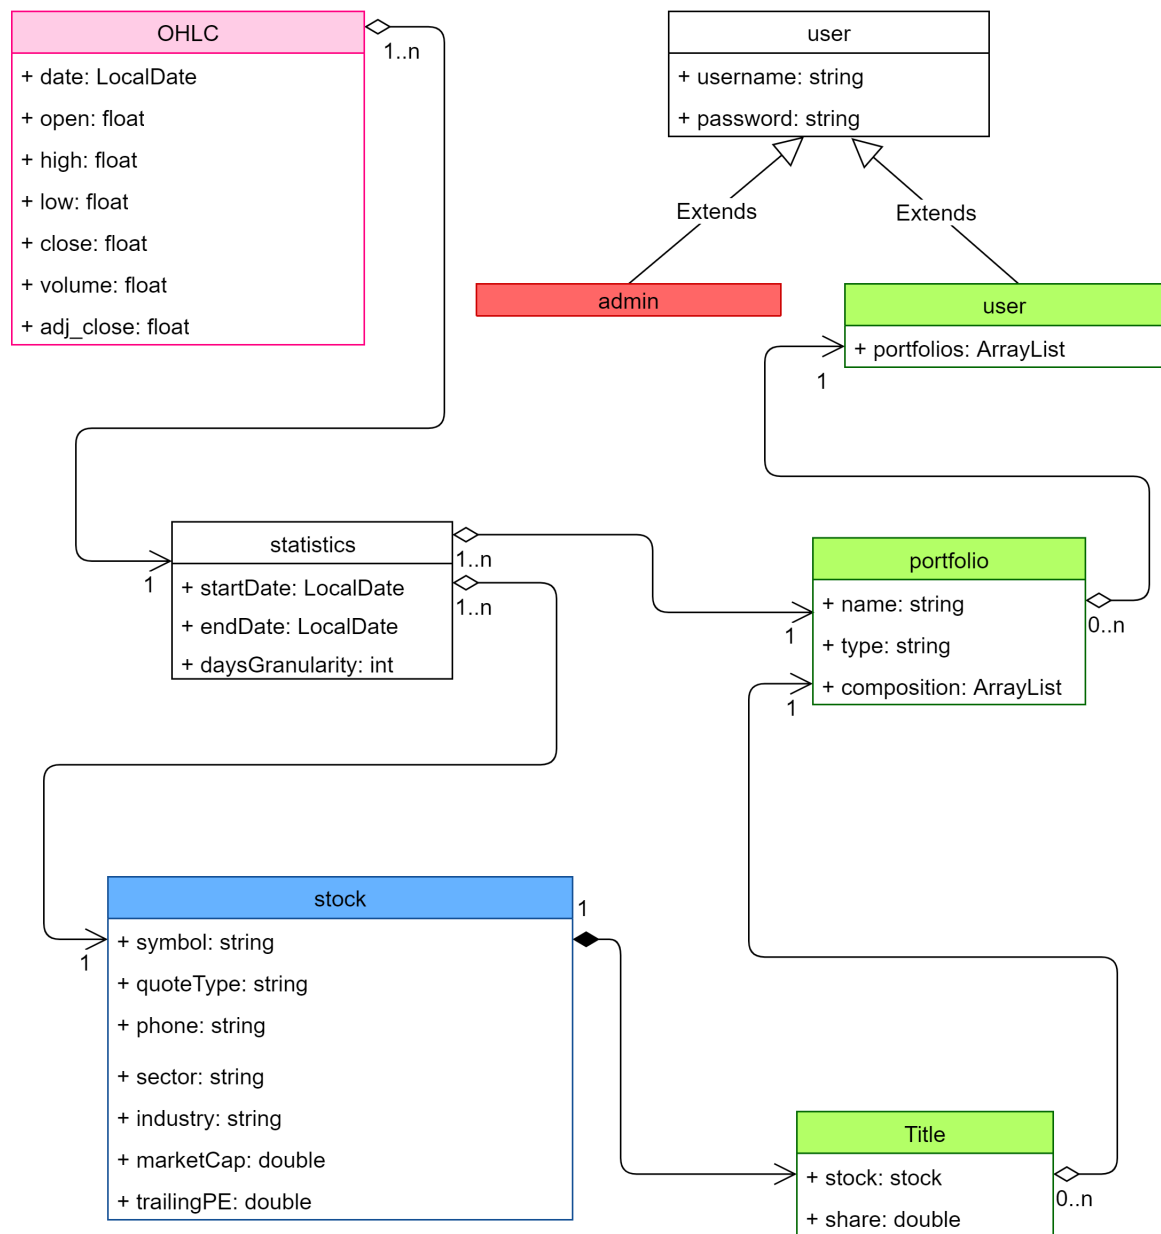 OHLC
+ date: LocalDate
+ open: float
+ high: float
+ low: float
+ close: float
+ volume: float
+ adj_close: float
1..n
user
+ username: string
+ password: string
Extends
Extends
admin
user
+ portfolios: ArrayList
1
1
statistics
+ startDate: LocalDate
+ endDate: LocalDate
+ daysGranularity: int
1..n
1..n
portfolio
+ name: string
+ type: string
+ composition: ArrayList
1
1
0..n
stock
+ symbol: string
+ quoteType: string
+ phone: string
+ sector: string
+ industry: string
+ marketCap: double
+ trailingPE: double
1
1
Title
+ stock: stock
+ share: double
0..n